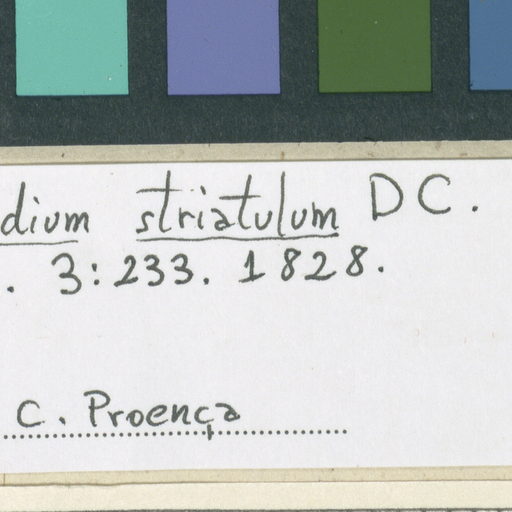 dium striatulum DC.
. 3:233. 1828.
C. Proença